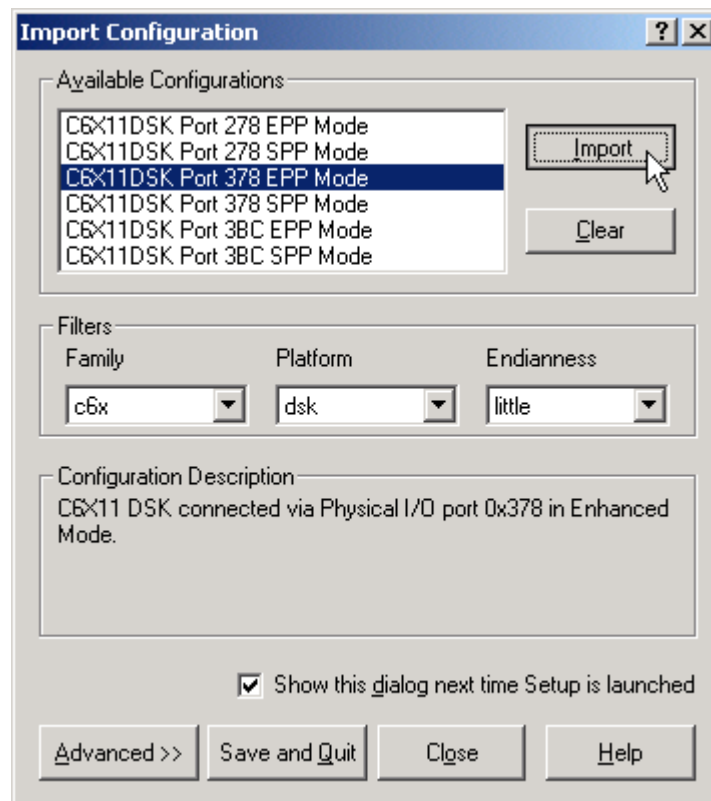 Import Configuration
Available Configurations
C6X11DSK Port 278 EPP Mode
C6X11DSK Port 278 SPP Mode
C6X11DSK Port 378 EPP Mode
C6X11DSK Port 378 SPP Mode
C6X11DSK Port 3BC EPP Mode
C6X11DSK Port 3BC SPP Mode
Import
Clear
Filters
Family Platform Endianness
c6x dsk little
Configuration Description
C6X11 DSK connected via Physical I/O port 0x378 in Enhanced
Mode.
Show this dialog next time Setup is launched
Advanced >> Save and Quit Close Help